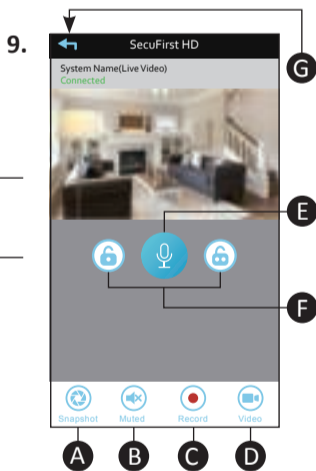 9.
SecuFirst HD
G
System Name(Live Video)
Connected
E
F
Snapshot Muted Record Video
A B C D